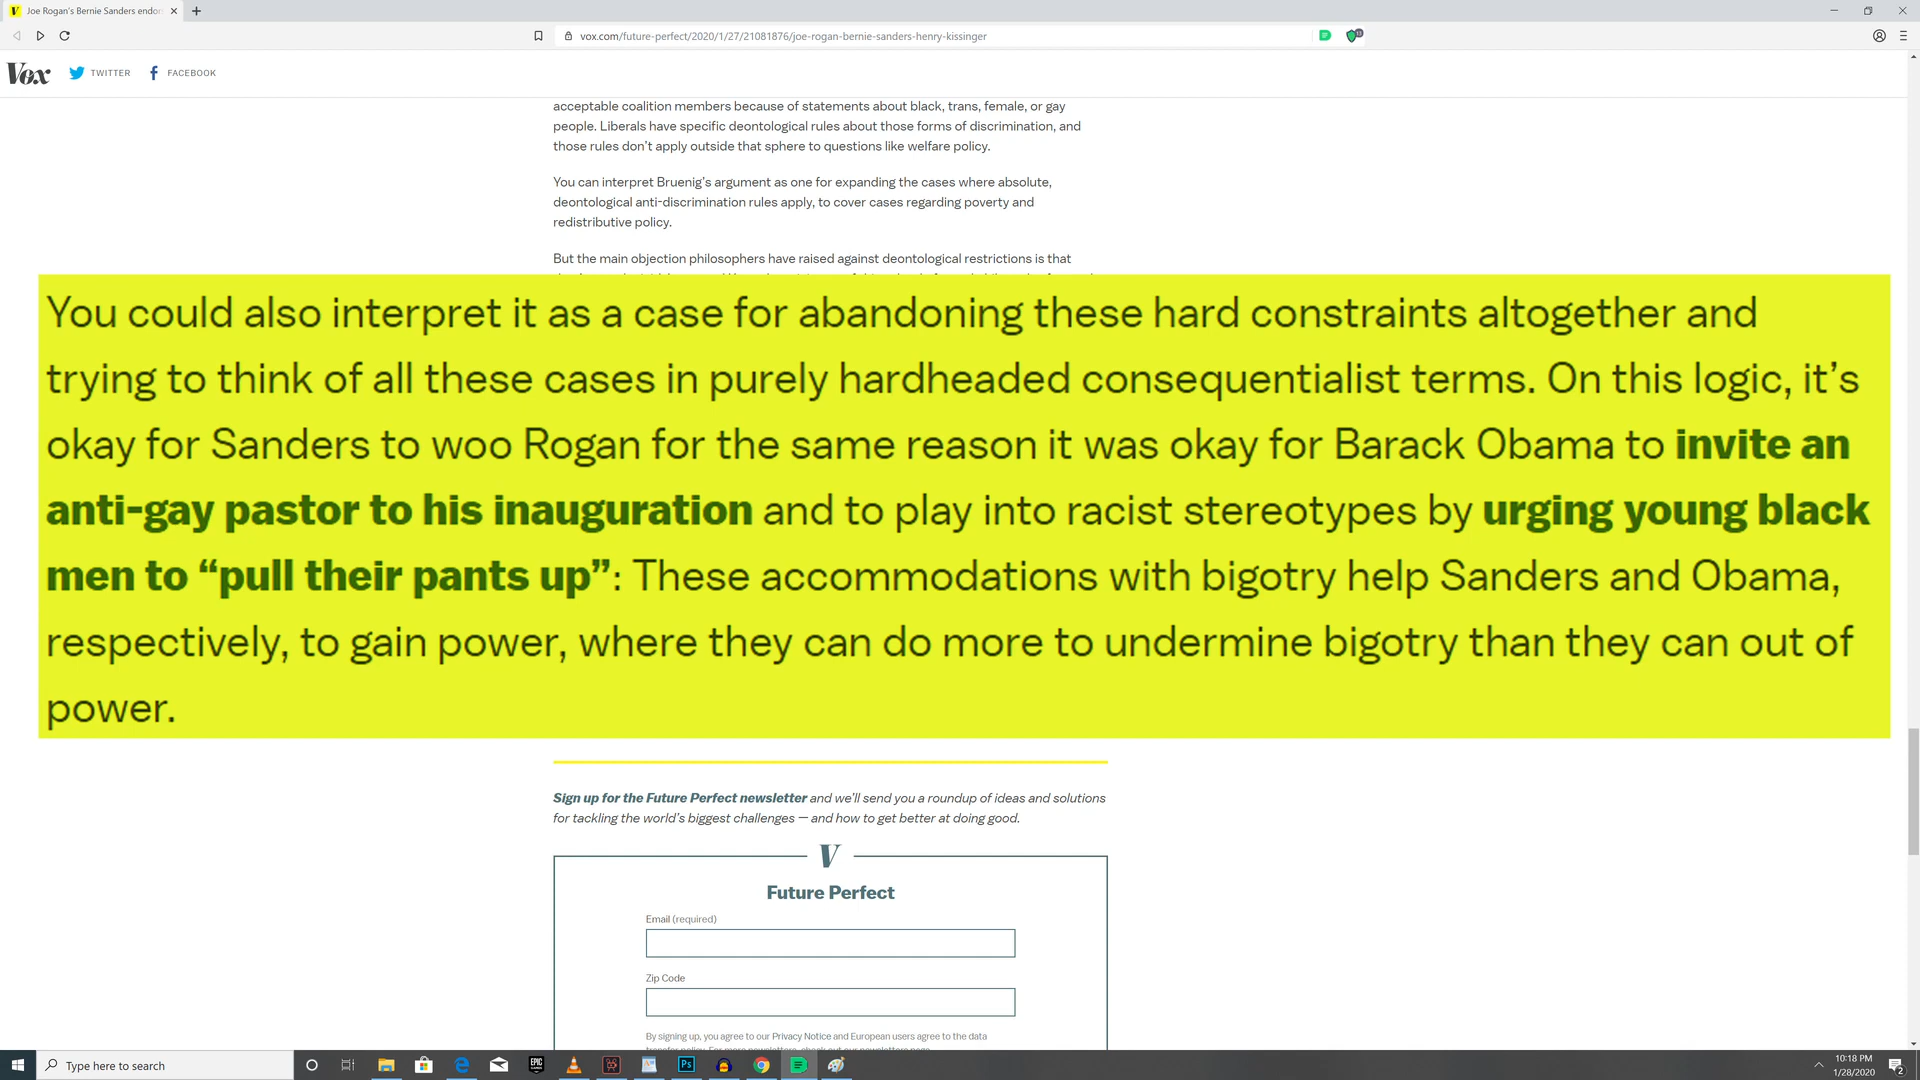 Joe Rogan's Bernie Sanders endor
vox.com/future-perfect/2020/1/27/21081876/joe-rogan-bernie-sanders-henry-kissinger
Vox TWITTER FACEBOOK
acceptable coalition members because of statements about black, trans, female, or gay
people. Liberals have specific deontological rules about those forms of discrimination, and
those rules don't apply outside that sphere to questions like welfare policy.
You can interpret Bruenig's argument as one for expanding the cases where absolute,
deontological anti-discrimination rules apply, to cover cases regarding poverty and
redistributive policy.
But the main objection philosophers have raised against deontological restrictions is that
You could also interpret it as a case for abandoning these hard constraints altogether and
trying to think of all these cases in purely hardheaded consequentialist terms. On this logic, it's
okay for Sanders to woo Rogan for the same reason it was okay for Barack Obama to invite an
anti-gay pastor to his inauguration and to play into racist stereotypes by urging young black
men to “pull their pants up”: These accommodations with bigotry help Sanders and Obama,
respectively, to gain power, where they can do more to undermine bigotry than they can out of
power.
Sign up for the Future Perfect newsletter and we'll send you a roundup of ideas and solutions
for tackling the world's biggest challenges — and how to get better at doing good.
V
Future Perfect
Email (required)
Zip Code
By signing up, you agree to our Privacy Notice and European users agree to the data
Type here to search
EPIC
Ps
10:18 PM
1/28/2020
2